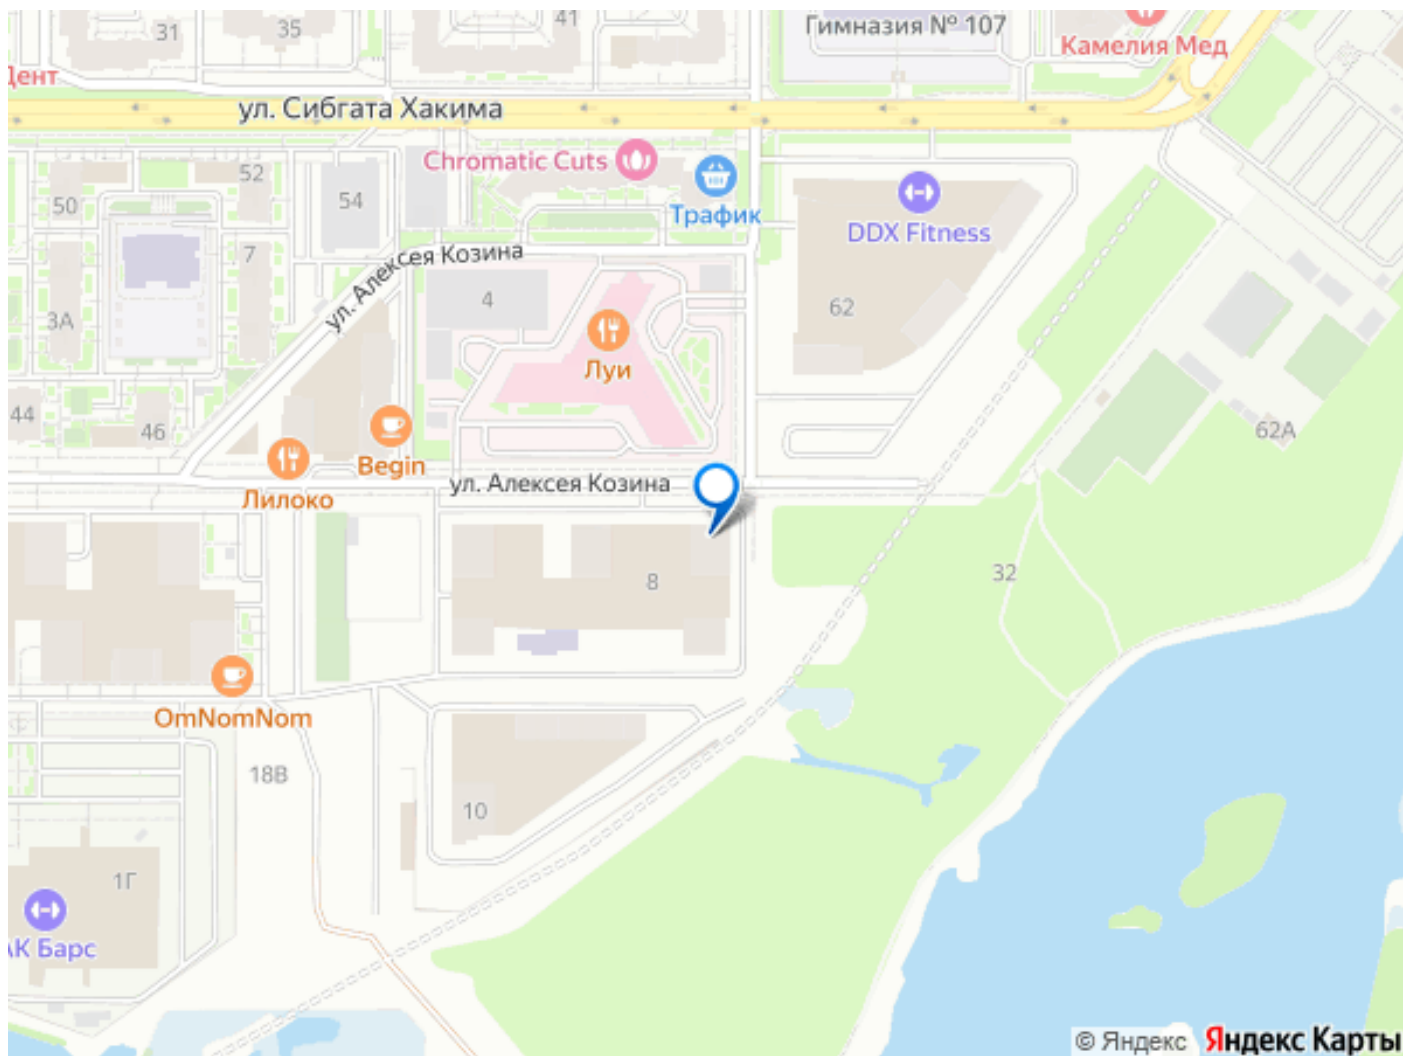 31
35
41
Гимназия № 107
Камелия Мед
Дент
ул. Сибгата Хакима
Chromatic Cuts
Трафик
DDX Fitness
52
50
54
7
ул. Алексея Козина
4
3А
62
Луи
44
46
Begin
62А
Лилоко
ул. Алексея Козина
8
32
OmNomNom
18В
10
1Г
АК Барс
© Яндекс Яндекс Карты